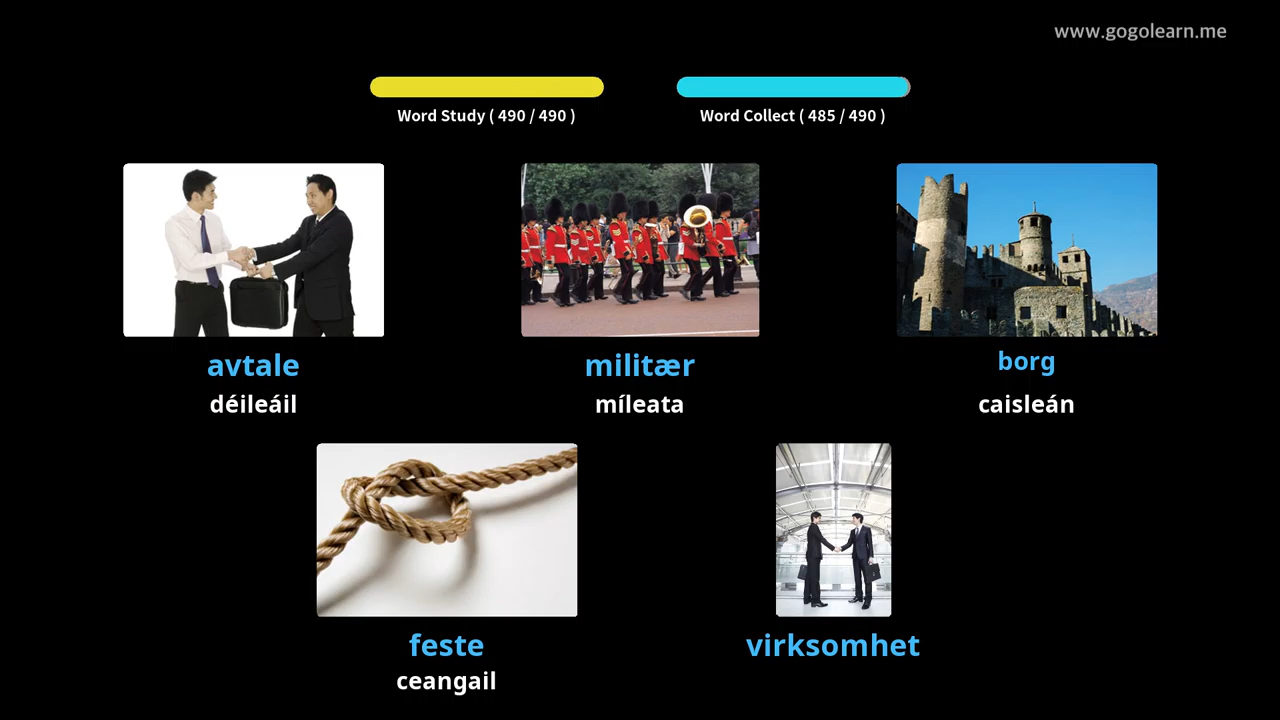 www.gogolearn.me
Word Study ( 490 / 490 )
Word Collect ( 485 / 490 )
avtale
militær
borg
déileáil
míleata
caisleán
feste
virksomhet
ceangail